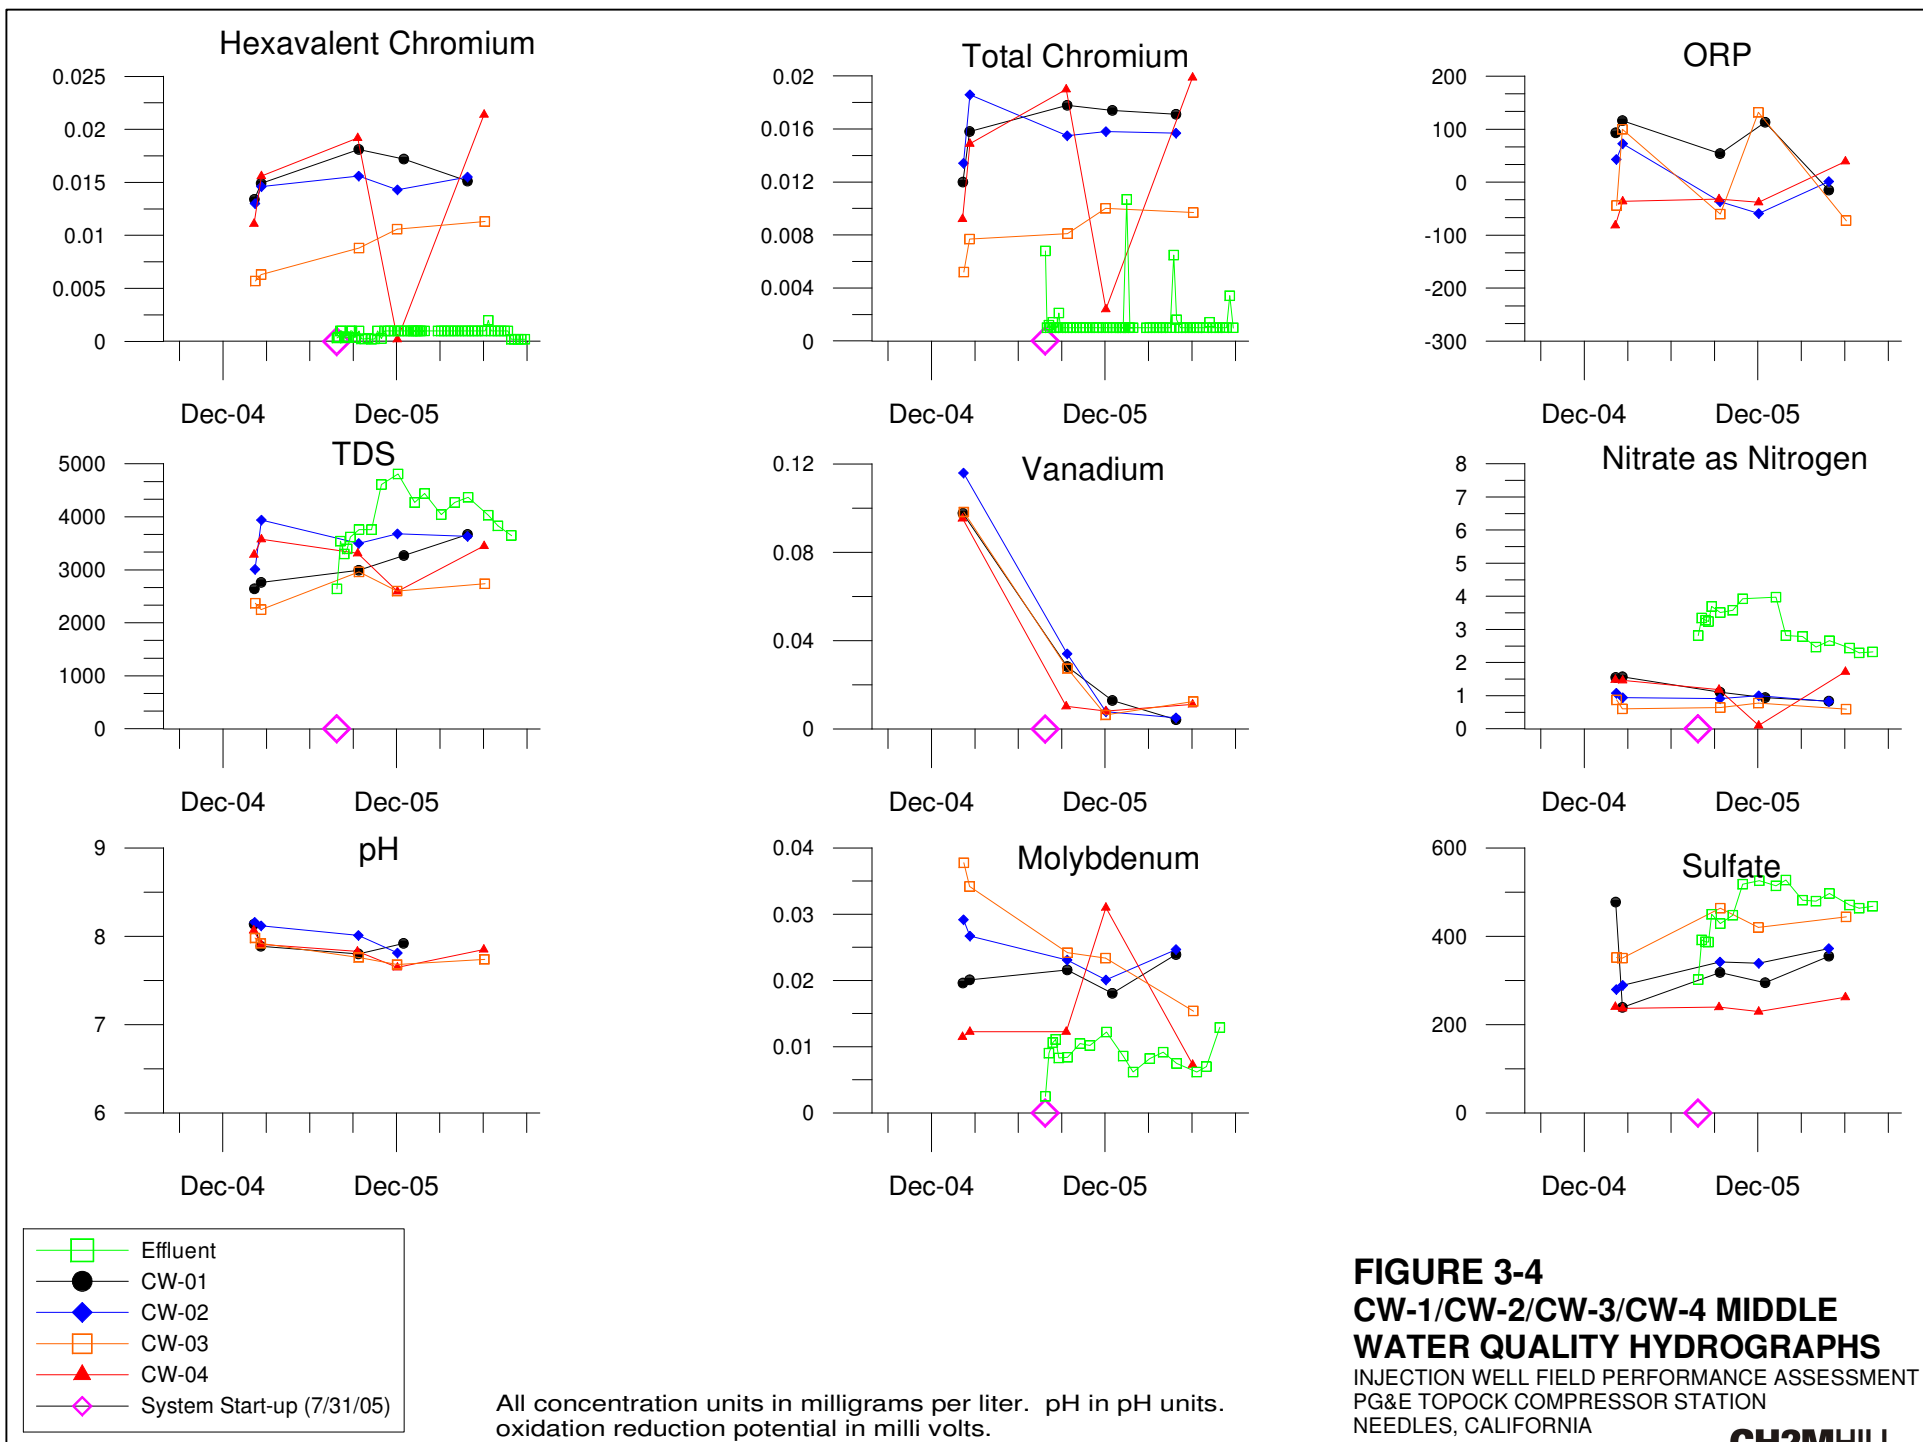 Hexavalent Chromium
0.025
0.02
0.015
0.01
0.005
0
Dec-04 Dec-05
Total Chromium
0.02
0.016
0.012
0.008
0.004
0
Dec-04 Dec-05
ORP
200
100
0
-100
-200
-300
Dec-04 Dec-05
TDS
5000
4000
3000
2000
1000
0
Dec-04 Dec-05
Vanadium
0.12
0.08
0.04
0
Dec-04 Dec-05
Nitrate as Nitrogen
8
7
6
5
4
3
2
1
0
Dec-04 Dec-05
pH
9
8
7
6
Dec-04 Dec-05
Molybdenum
0.04
0.03
0.02
0.01
0
Dec-04 Dec-05
Sulfate
600
400
200
0
Dec-04 Dec-05
Effluent
CW-01
CW-02
CW-03
CW-04
System Start-up (7/31/05)
All concentration units in milligrams per liter. pH in pH units.
oxidation reduction potential in milli volts.
FIGURE 3-4
CW-1/CW-2/CW-3/CW-4 MIDDLE
WATER QUALITY HYDROGRAPHS
INJECTION WELL FIELD PERFORMANCE ASSESSMENT
PG&E TOPOCK COMPRESSOR STATION
NEEDLES, CALIFORNIA
CH2MHILL